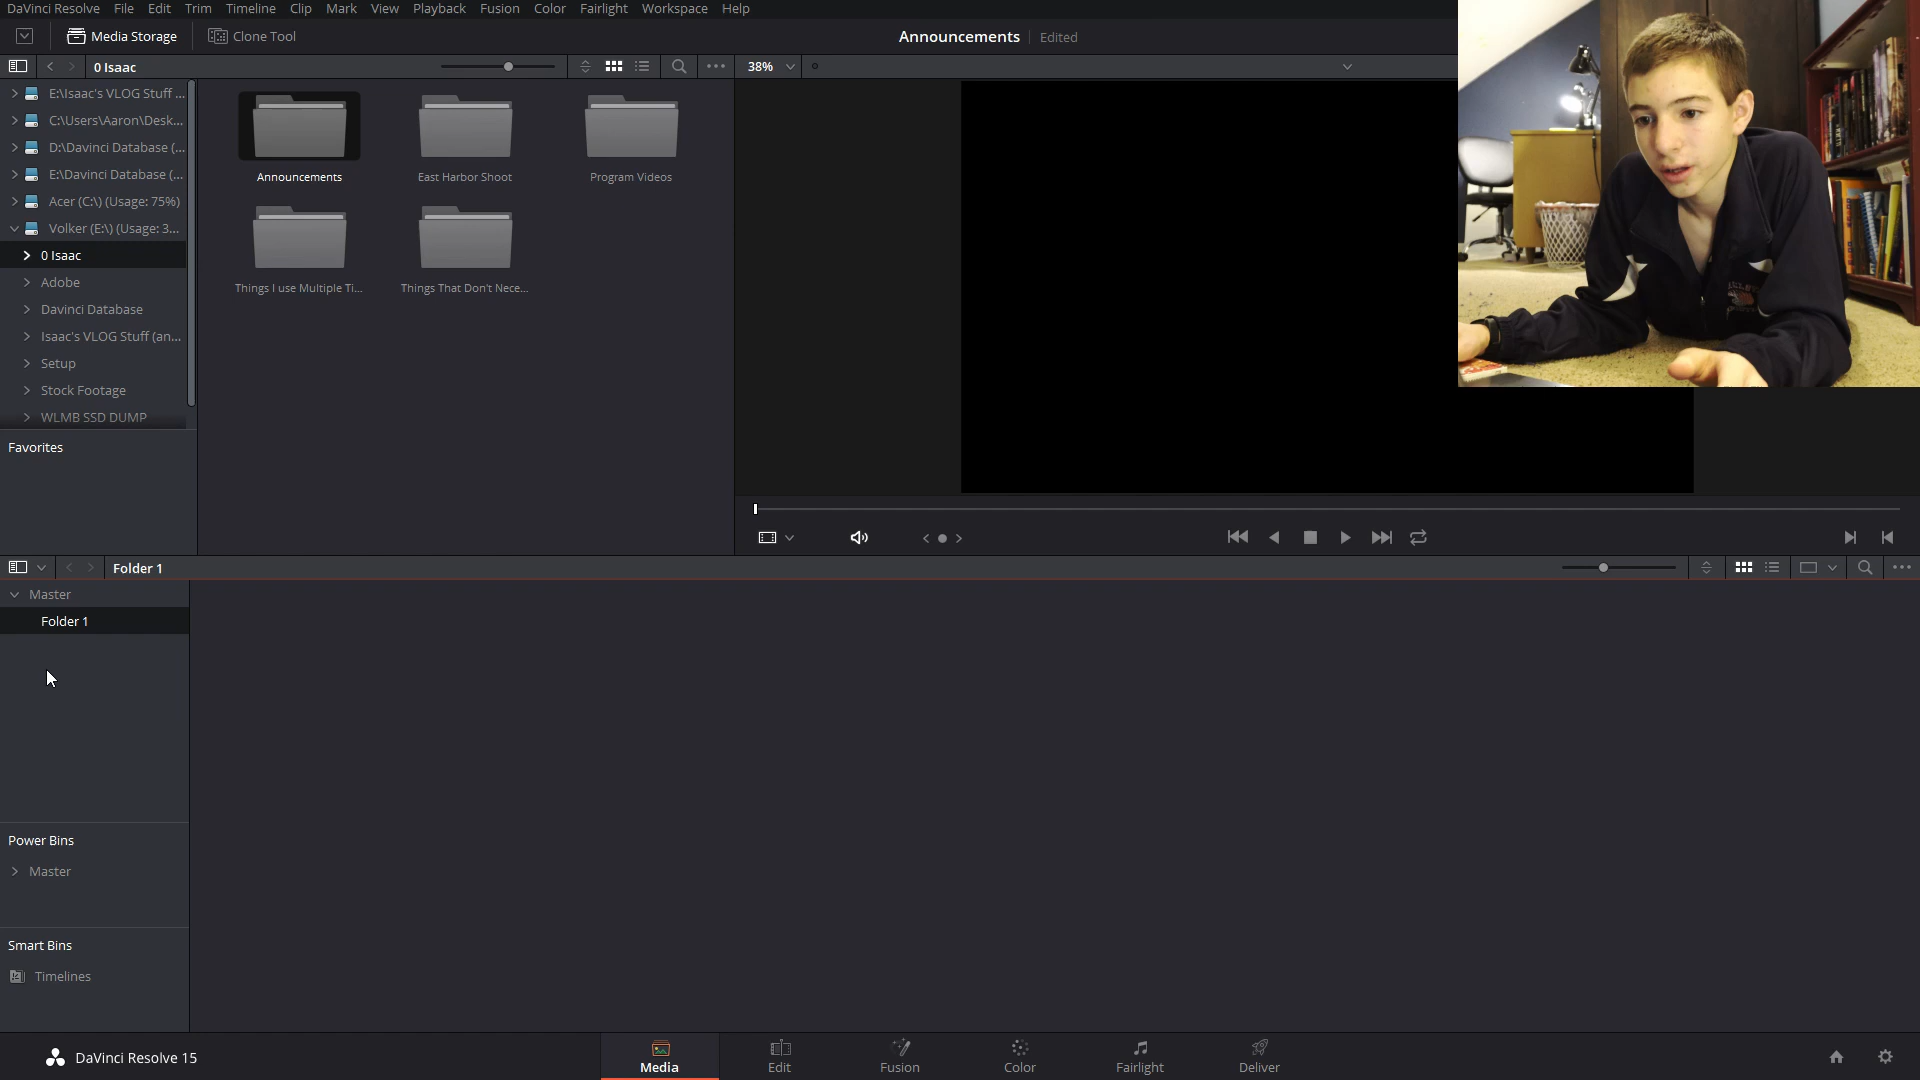 DaVinci Resolve File Edit Trim Timeline Clip Mark View Playback Fusion Color Fairlight Workspace Help
Media Storage Clone Tool Announcements Edited
0 Isaac 38%
E:\Isaac's VLOG Stuff ...
C:\Users\Aaron\Desk...
D:\Davinci Database (...
E:\Davinci Database (...
Acer (C:\) (Usage: 75%)
Volker (E:\) (Usage: 3...
0 Isaac
Adobe
Davinci Database
Isaac's VLOG Stuff (an...
Setup
Stock Footage
WLMB SSD DUMP
Favorites
Announcements East Harbor Shoot Program Videos
Things I use Multiple Ti... Things That Don't Nece...
Folder 1
Master
Folder 1
Power Bins
Master
Smart Bins
Timelines
DaVinci Resolve 15 Media Edit Fusion Color Fairlight Deliver